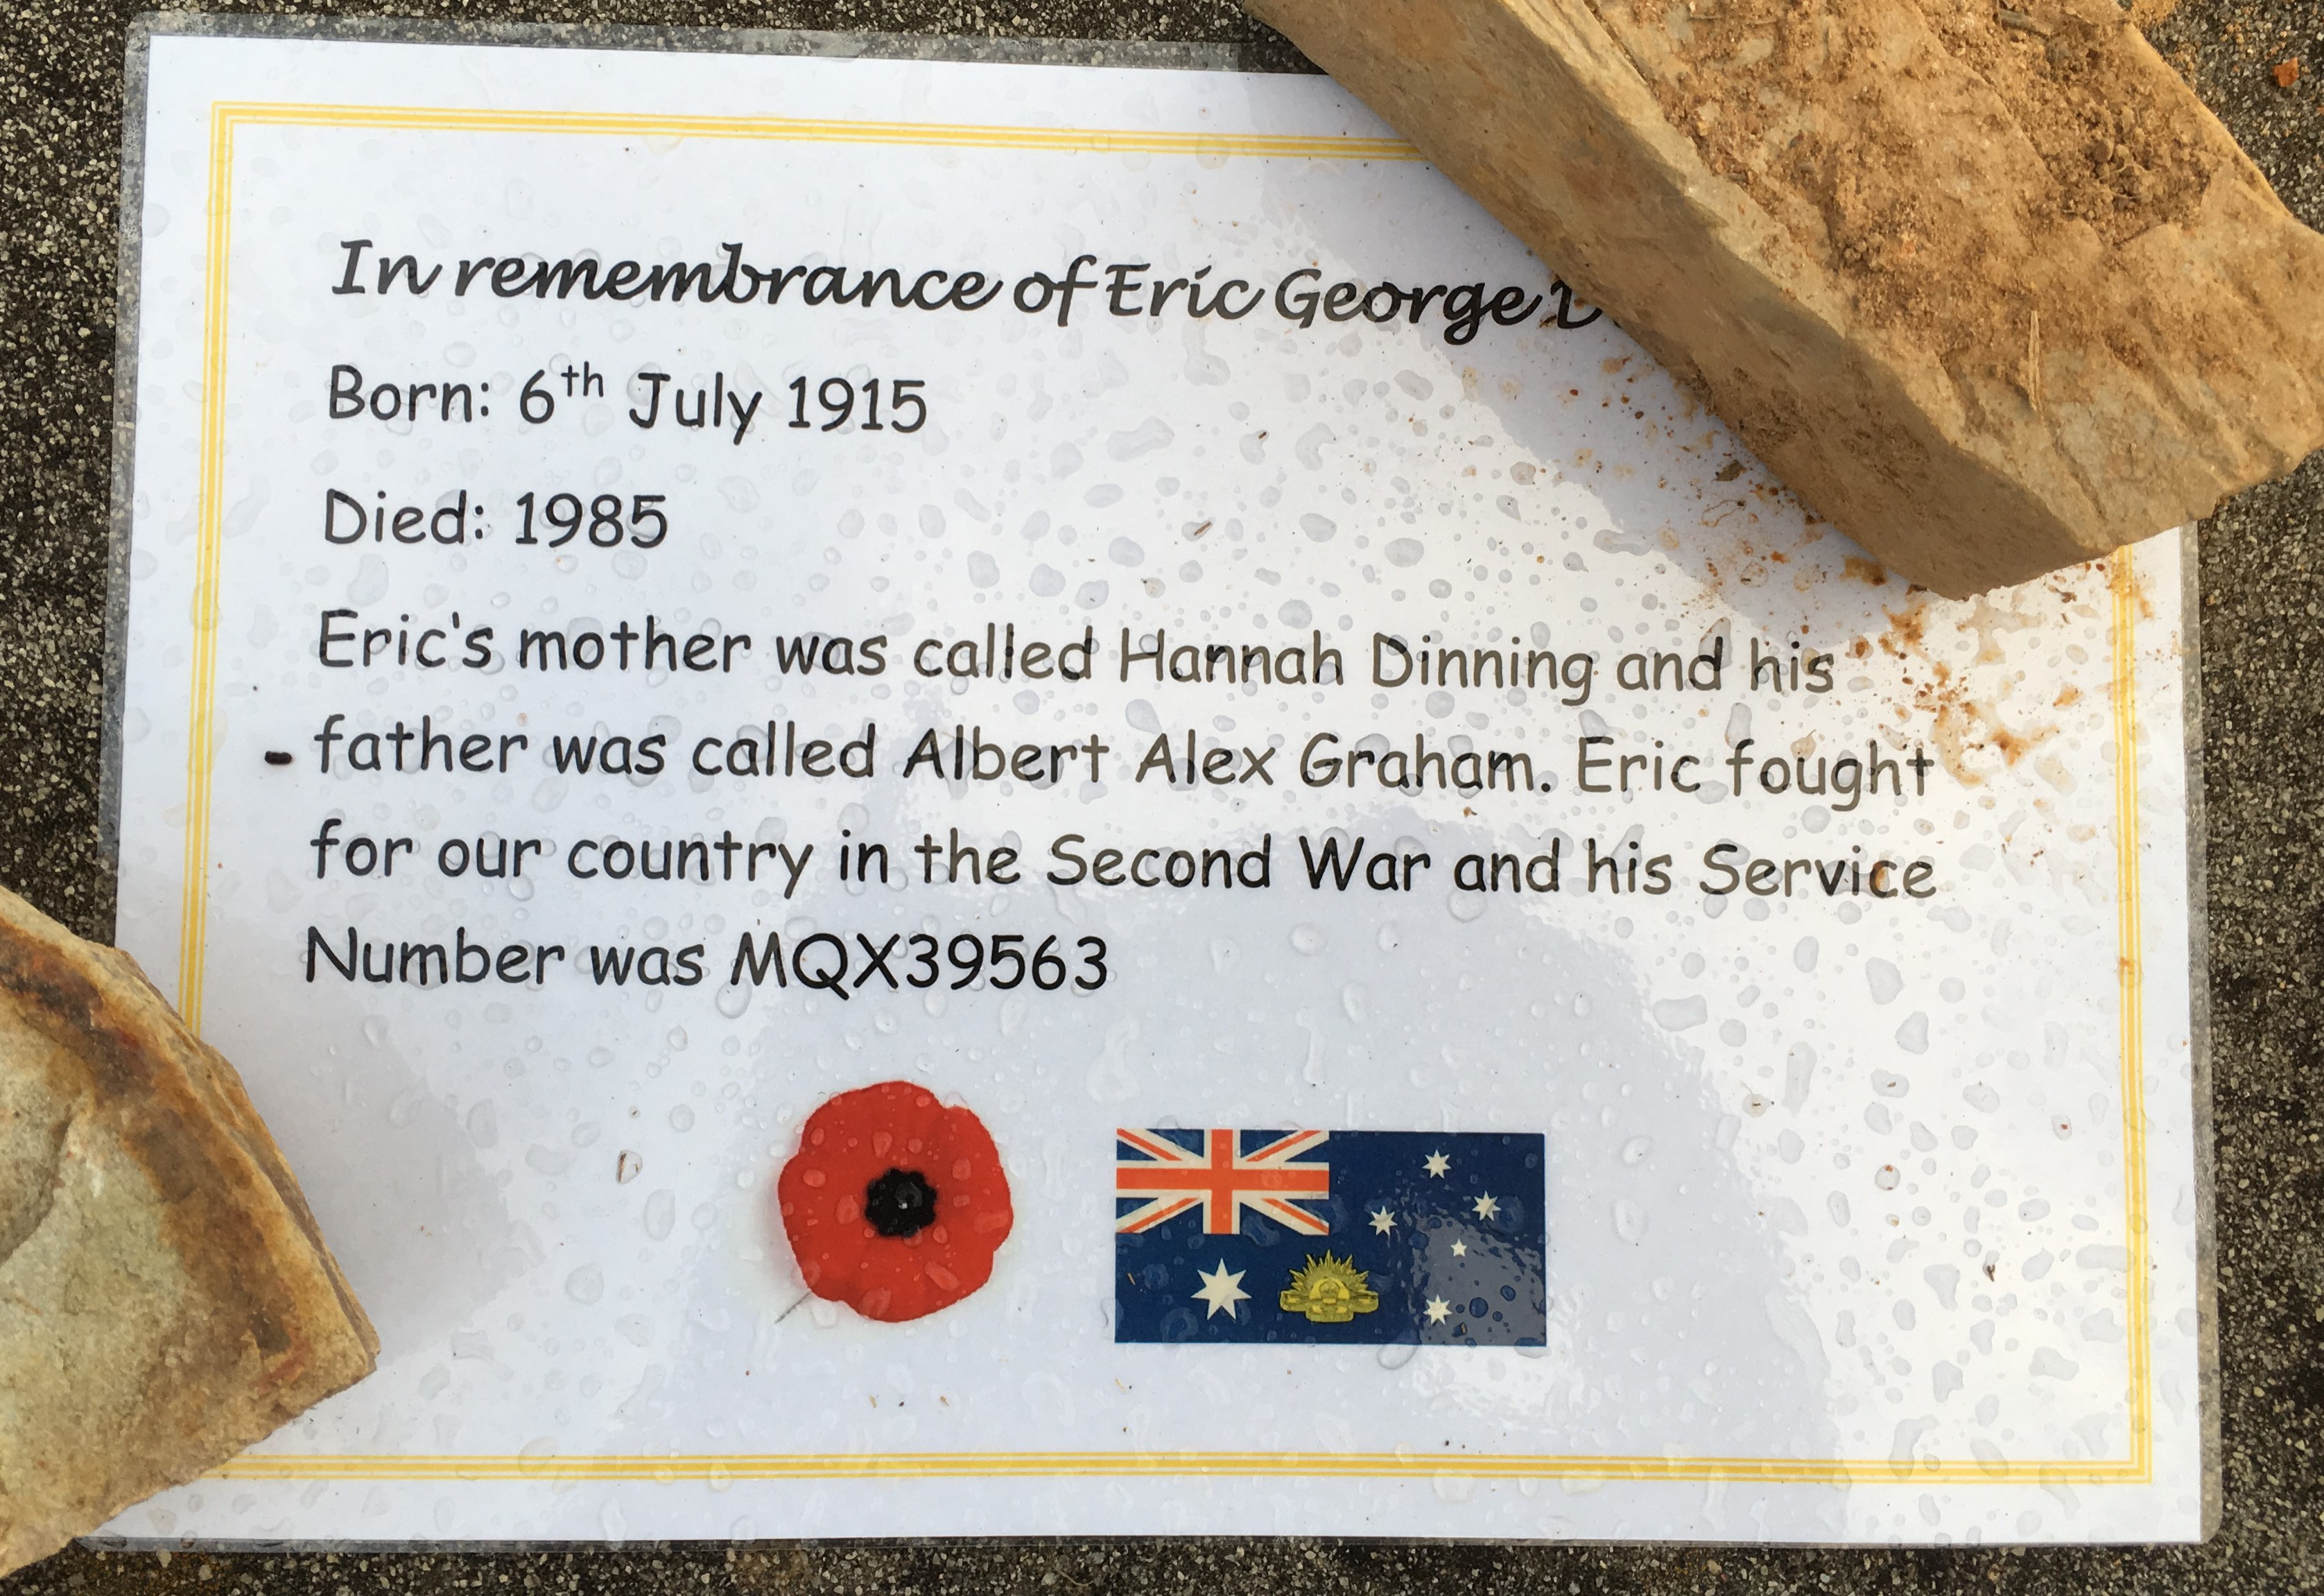 In remembrance of Eric George
Born: 6th July 1915
Died: 1985
Eric's mother was called Hannah Dinning and his
father was called Albert Alex Graham. Eric fought
for our country in the Second War and his Service
Number was MQX39563